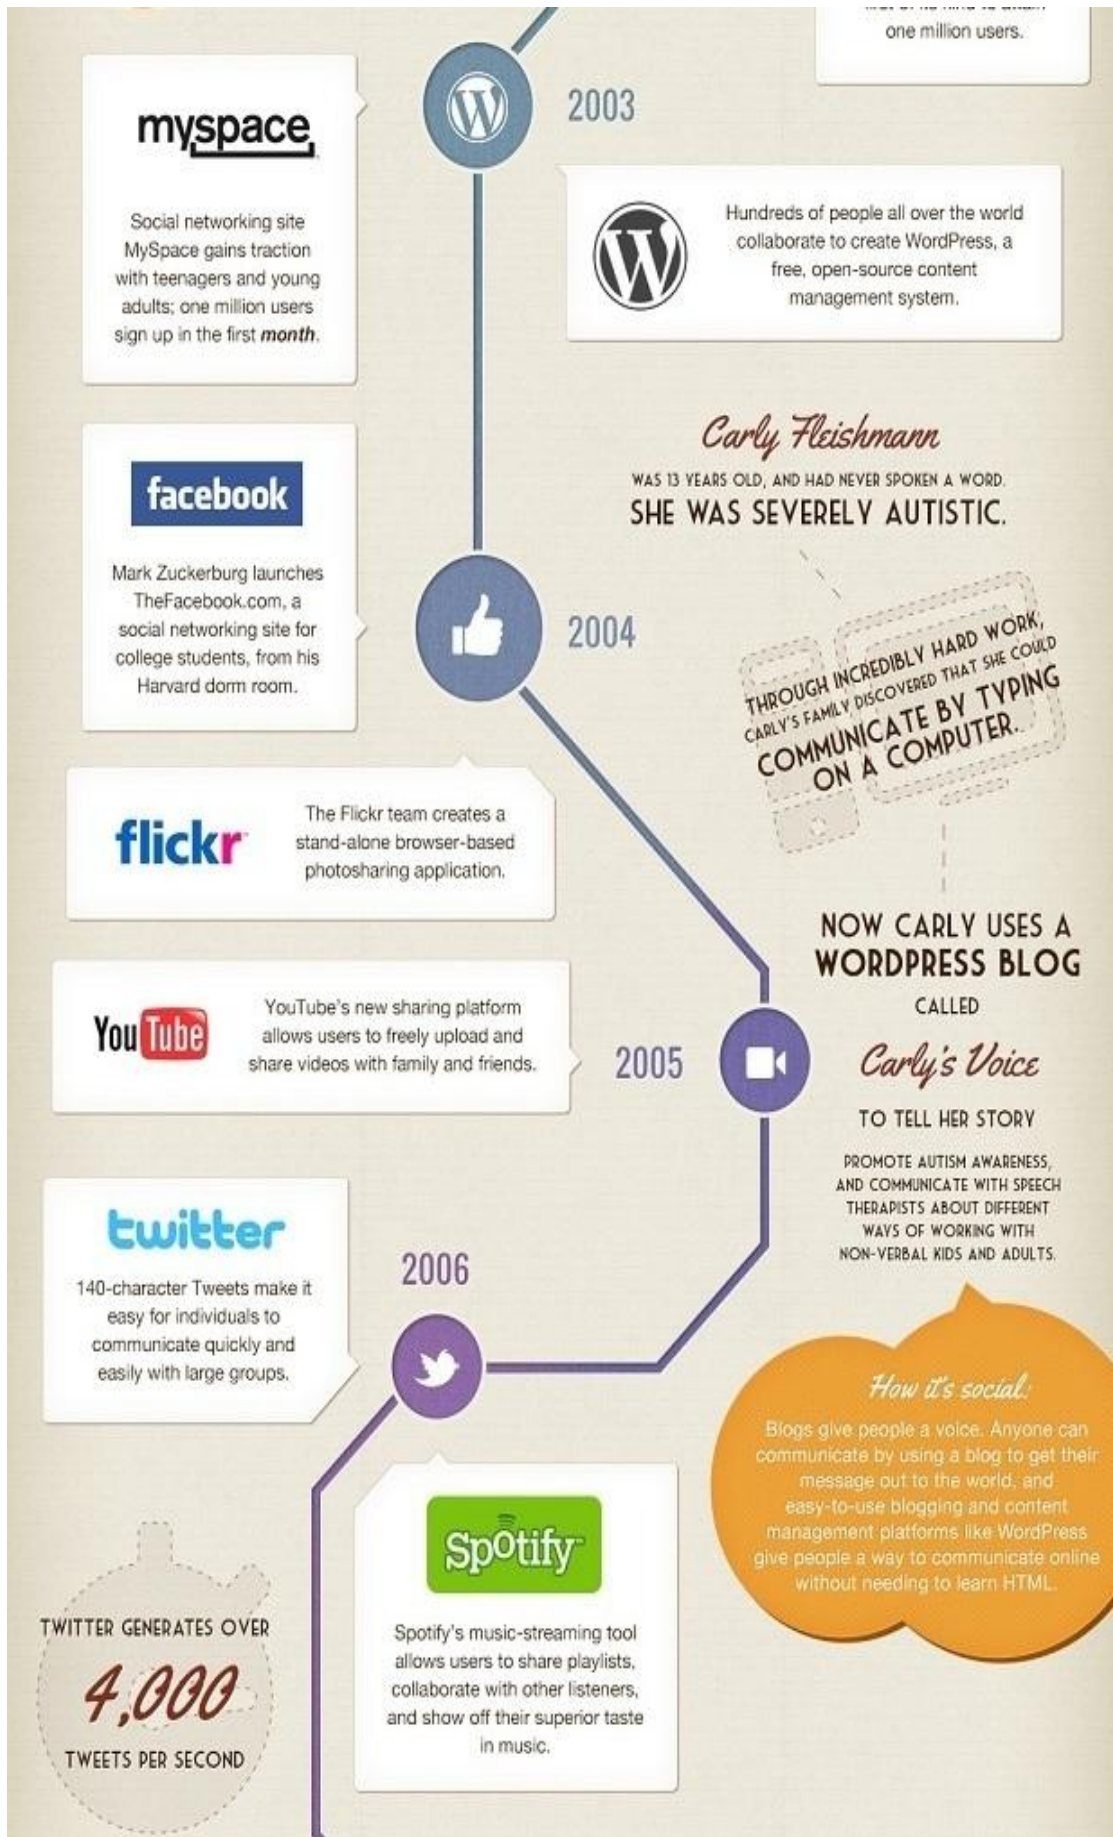 one million users.
2003
myspace
Social networking site
MySpace gains traction
with teenagers and young
adults; one million users
sign up in the first month.
Hundreds of people all over the world
collaborate to create WordPress, a
free, open-source content
management system.
Carly Fleishmann
WAS 13 YEARS OLD, AND HAD NEVER SPOKEN A WORD.
SHE WAS SEVERELY AUTISTIC.
facebook
Mark Zuckerburg launches
TheFacebook.com, a
social networking site for
college students, from his
Harvard dorm room.
2004
THROUGH INCREDIBLY HARD WORK,
CARLY'S FAMILY DISCOVERED THAT SHE COULD
COMMUNICATE BY TYPING
ON A COMPUTER.
flickr
The Flickr team creates a
stand-alone browser-based
photosharing application.
NOW CARLY USES A
WORDPRESS BLOG
CALLED
Carly's Voice
TO TELL HER STORY
PROMOTE AUTISM AWARENESS,
AND COMMUNICATE WITH SPEECH
THERAPISTS ABOUT DIFFERENT
WAYS OF WORKING WITH
NON-VERBAL KIDS AND ADULTS.
YouTube
YouTube's new sharing platform
allows users to freely upload and
share videos with family and friends.
2005
twitter
140-character Tweets make it
easy for individuals to
communicate quickly and
easily with large groups.
2006
How it's social:
Blogs give people a voice. Anyone can
communicate by using a blog to get their
message out to the world, and
easy-to-use blogging and content
management platforms like WordPress
give people a way to communicate online
without needing to learn HTML.
Spotify
Spotify's music-streaming tool
allows users to share playlists,
collaborate with other listeners,
and show off their superior taste
in music.
TWITTER GENERATES OVER
4,000
TWEETS PER SECOND